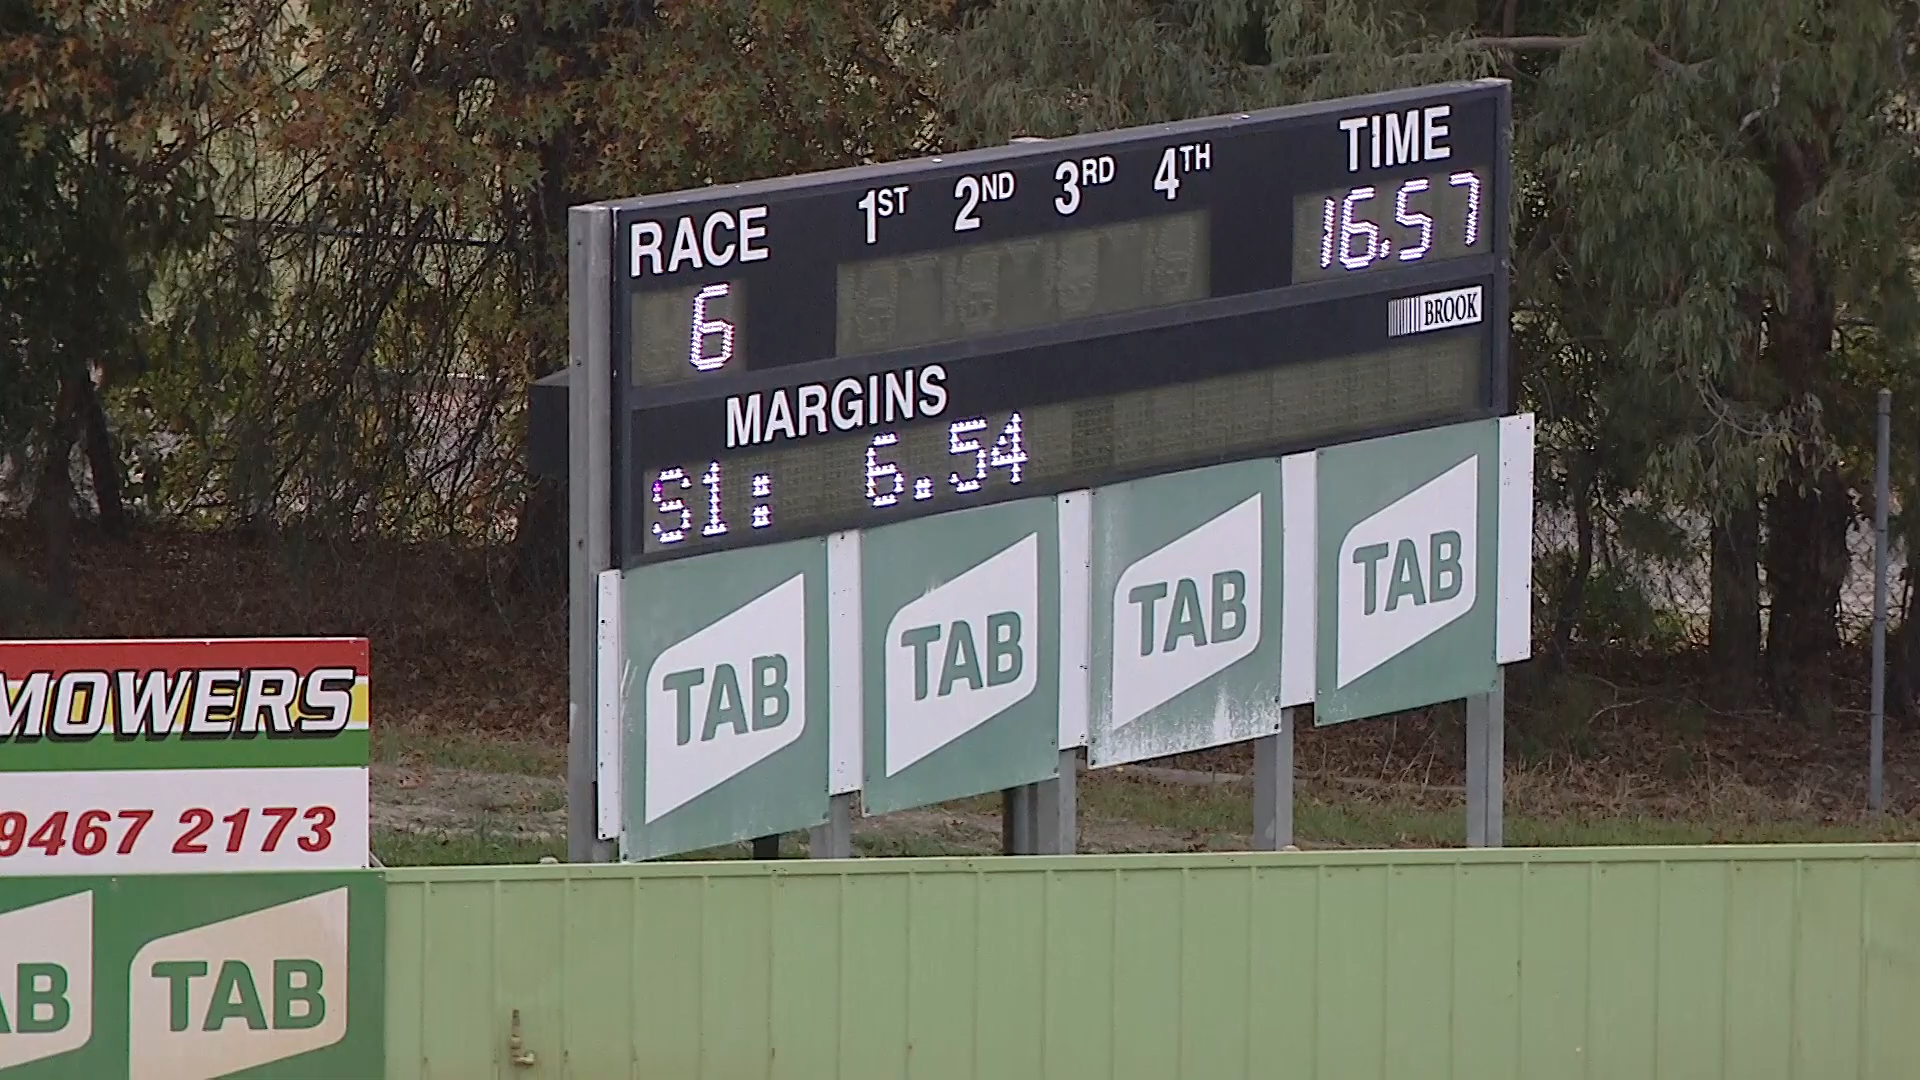 RACE 1ST 2ND 3RD 4TH TIME
6 16.57
BROOK
MARGINS
S1: 6.54
TAB TAB TAB TAB
MOWERS
9467 2173
AB TAB